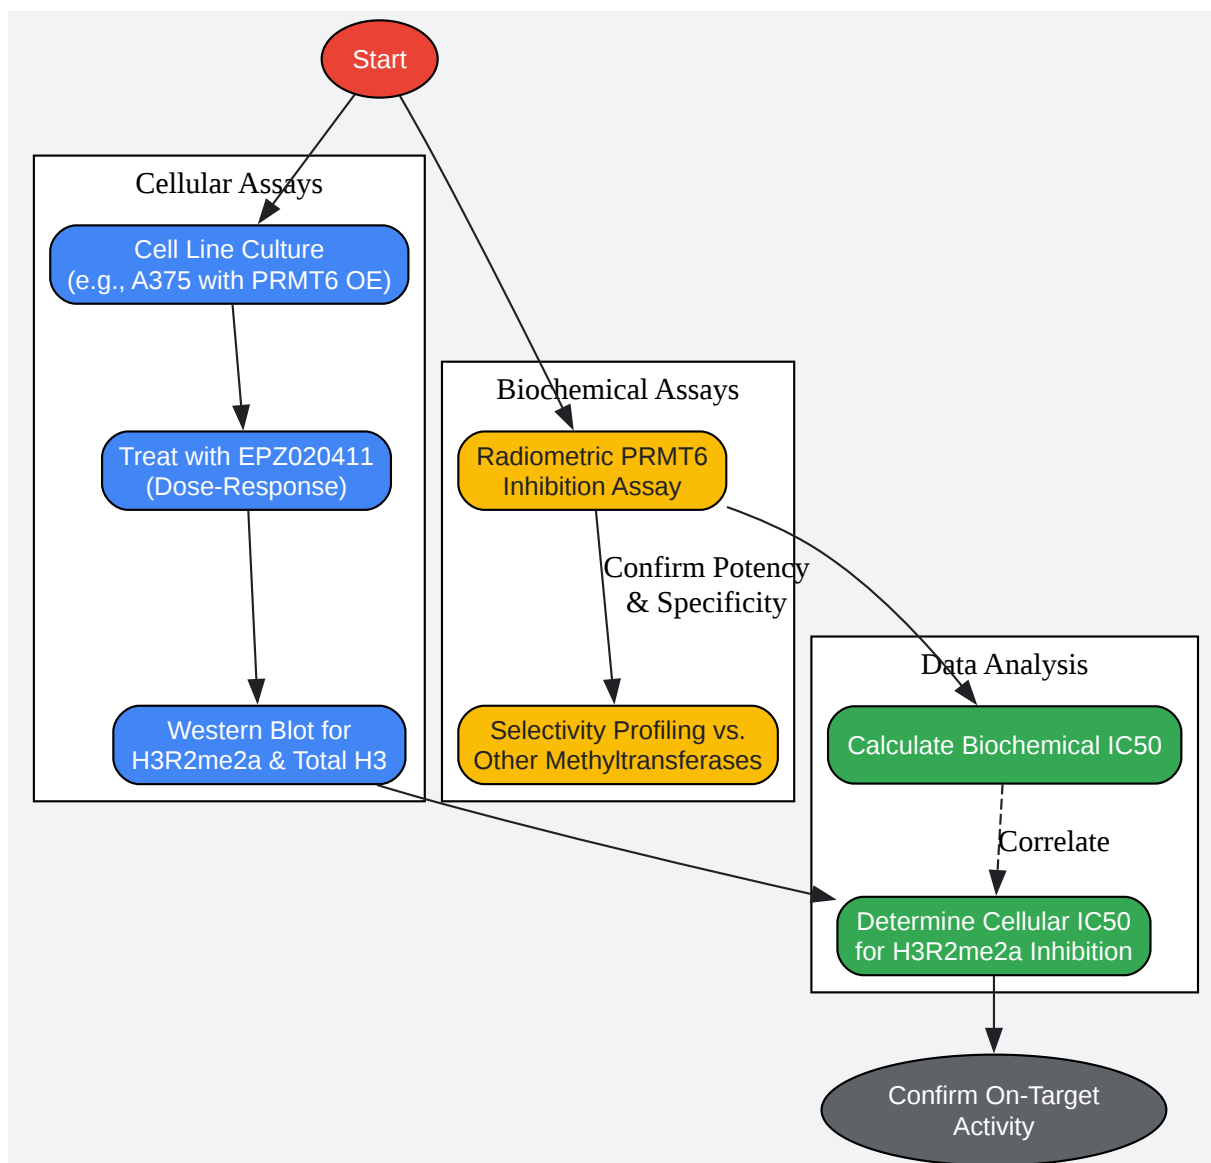 Start
Cellular Assays
Cell Line Culture
(e.g., A375 with PRMT6 OE)
Treat with EPZ020411
(Dose-Response)
Western Blot for
H3R2me2a & Total H3
Biochemical Assays
Radiometric PRMT6
Inhibition Assay
Confirm Potency
& Specificity
Selectivity Profiling vs.
Other Methyltransferases
Data Analysis
Calculate Biochemical IC50
Correlate
Determine Cellular IC50
for H3R2me2a Inhibition
Confirm On-Target
Activity